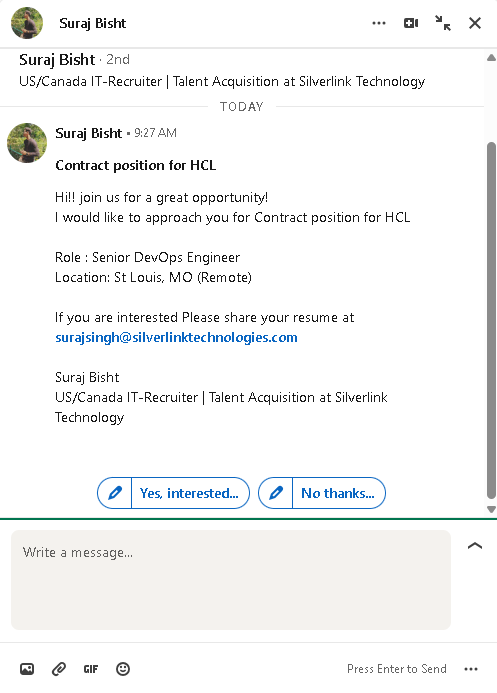 Suraj Bisht
Suraj Bisht · 2nd
US/Canada IT-Recruiter | Talent Acquisition at Silverlink Technology
TODAY
Suraj Bisht • 9:27 AM
Contract position for HCL
Hi!! join us for a great opportunity!
I would like to approach you for Contract position for HCL
Role : Senior DevOps Engineer
Location: St Louis, MO (Remote)
If you are interested Please share your resume at
surajsingh@silverlinktechnologies.com
Suraj Bisht
US/Canada IT-Recruiter | Talent Acquisition at Silverlink
Technology
Yes, interested... No thanks...
Write a message...
GIF Press Enter to Send